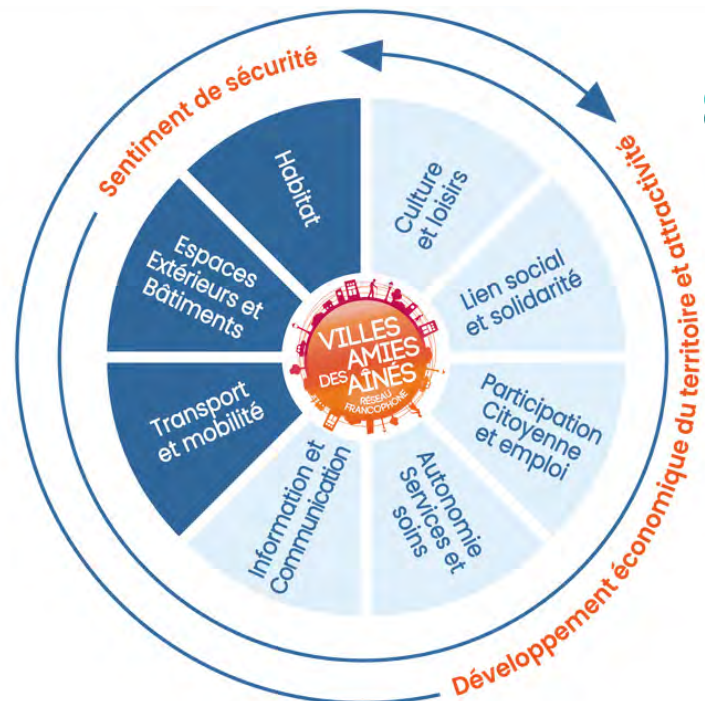 Sentiment de sécurité
Développement économique du territoire et attractivité
Habitat
Culture
et loisirs
Lien social
et solidarité
Participation
Citoyenne
et emploi
Autonomie
Services et
soins
Information et
Communication
Transport
et mobilité
Espaces
Extérieurs et
Bâtiments
VILLES
AMIES
DES AÎNÉS
RÉSEAU
FRANCOPHONE